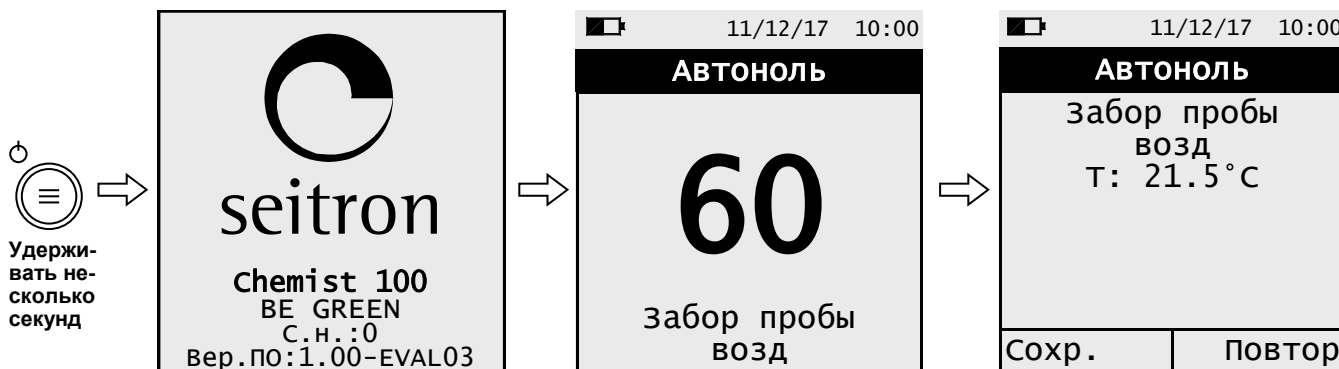 Удержи-
вать не-
сколько
секунд
seitron
Chemist 100
BE GREEN
С.н.:0
Вер.ПО:1.00-EVAL03
11/12/17 10:00
Автоноль
60
Забор пробы
возд
11/12/17 10:00
Автоноль
Забор пробы
возд
Т: 21.5°C
Сохр. Повтор